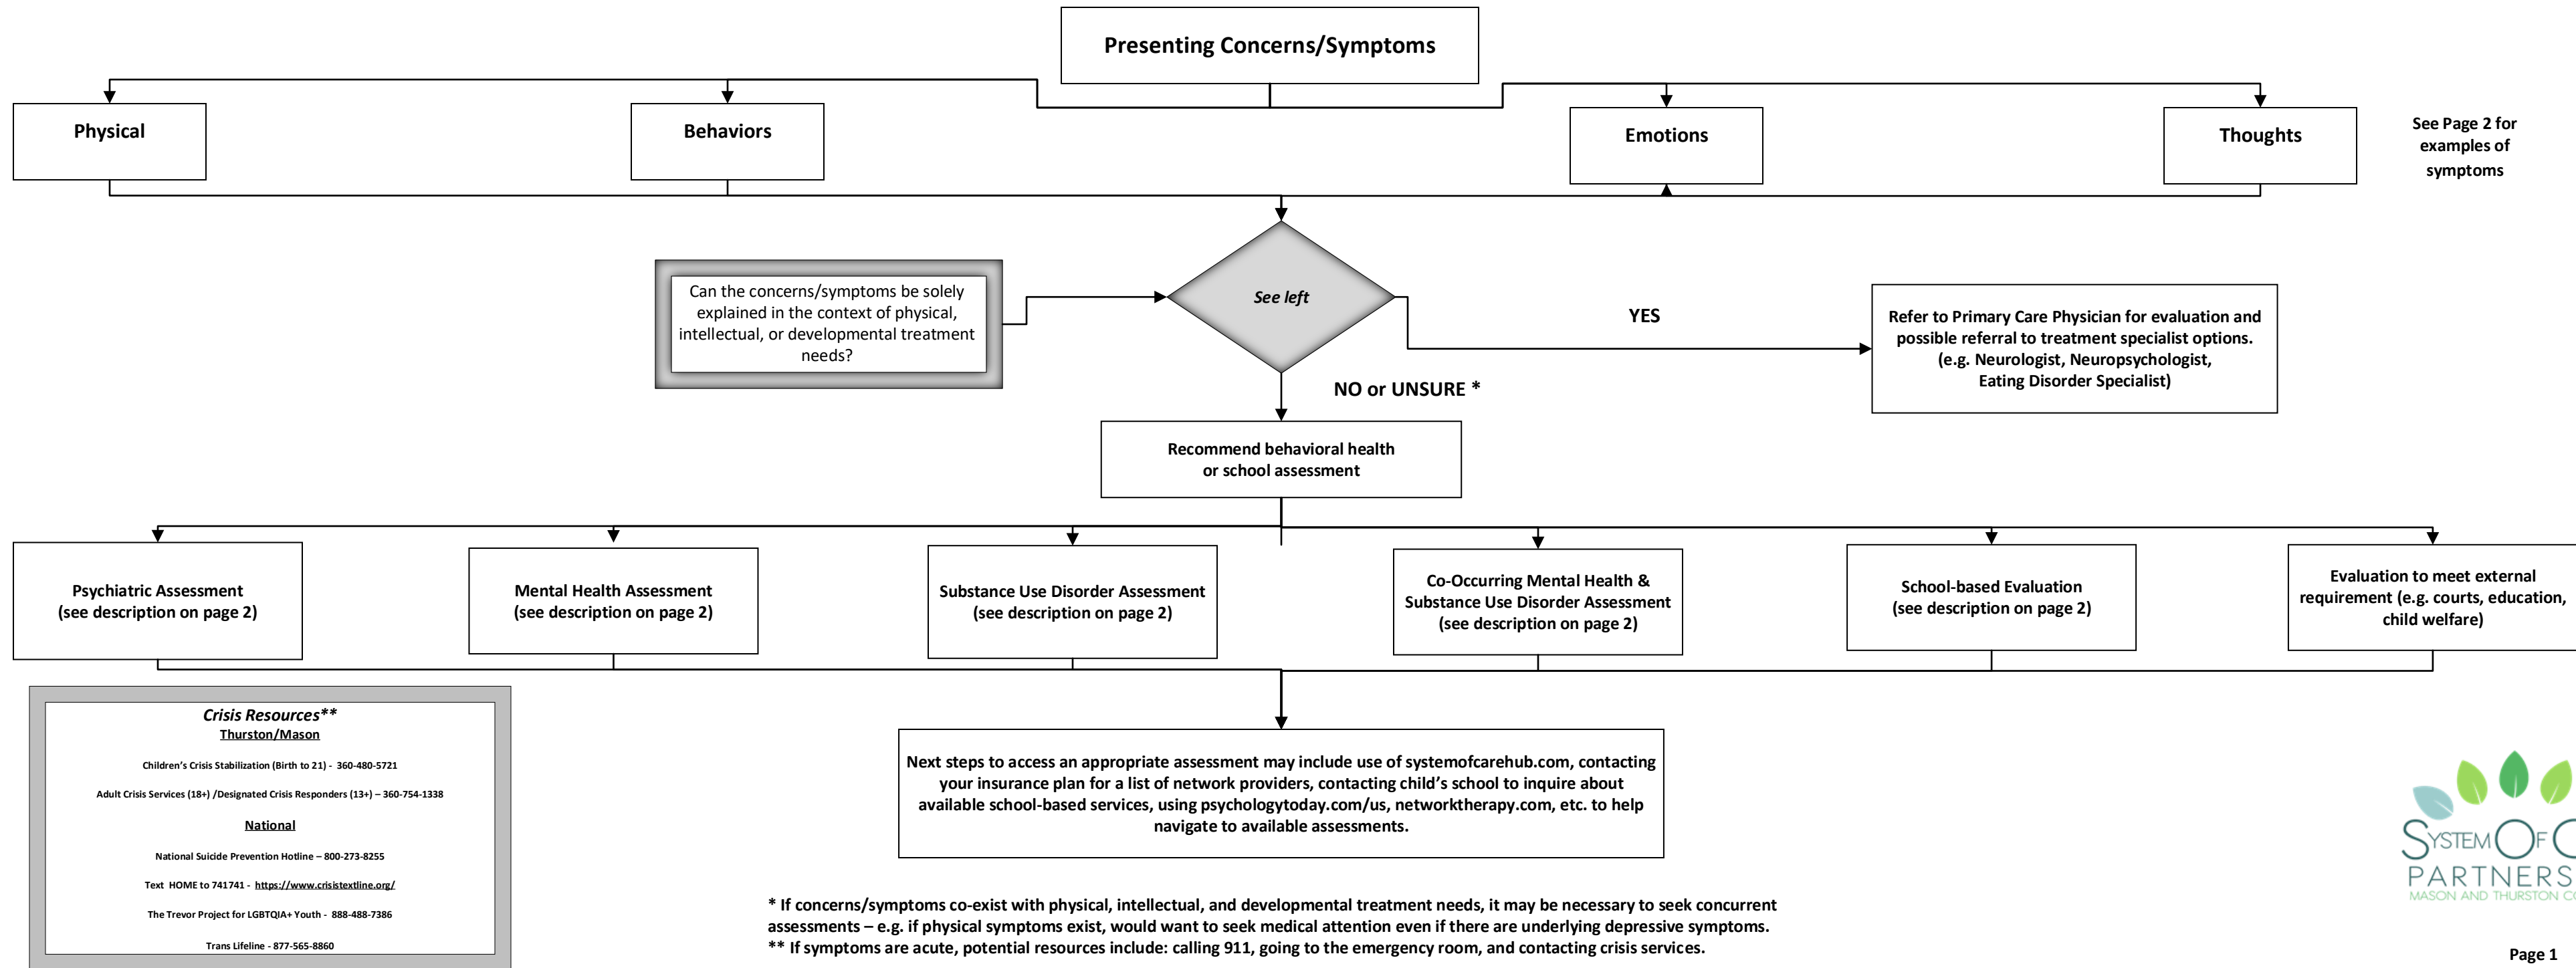 Presenting Concerns/Symptoms
Physical
Behaviors
Emotions
Thoughts
See Page 2 for
examples of
symptoms
Can the concerns/symptoms be solely
explained in the context of physical,
intellectual, or developmental treatment
needs?
See left
YES
Refer to Primary Care Physician for evaluation and
possible referral to treatment specialist options.
(e.g. Neurologist, Neuropsychologist,
Eating Disorder Specialist)
NO or UNSURE *
Recommend behavioral health
or school assessment
Psychiatric Assessment
(see description on page 2)
Mental Health Assessment
(see description on page 2)
Substance Use Disorder Assessment
(see description on page 2)
Co-Occurring Mental Health &
Substance Use Disorder Assessment
(see description on page 2)
School-based Evaluation
(see description on page 2)
Evaluation to meet external
requirement (e.g. courts, education,
child welfare)
Crisis Resources**
Thurston/Mason
Children’s Crisis Stabilization (Birth to 21) - 360-480-5721
Adult Crisis Services (18+) /Designated Crisis Responders (13+) – 360-754-1338
National
National Suicide Prevention Hotline – 800-273-8255
Text HOME to 741741 - https://www.crisistextline.org/
The Trevor Project for LGBTQIA+ Youth - 888-488-7386
Trans Lifeline - 877-565-8860
Next steps to access an appropriate assessment may include use of systemofcarehub.com, contacting
your insurance plan for a list of network providers, contacting child’s school to inquire about
available school-based services, using psychologytoday.com/us, networktherapy.com, etc. to help
navigate to available assessments.
* If concerns/symptoms co-exist with physical, intellectual, and developmental treatment needs, it may be necessary to seek concurrent
assessments – e.g. if physical symptoms exist, would want to seek medical attention even if there are underlying depressive symptoms.
** If symptoms are acute, potential resources include: calling 911, going to the emergency room, and contacting crisis services.
SYSTEM OF C
PARTNERS
MASON AND THURSTON CO
Page 1